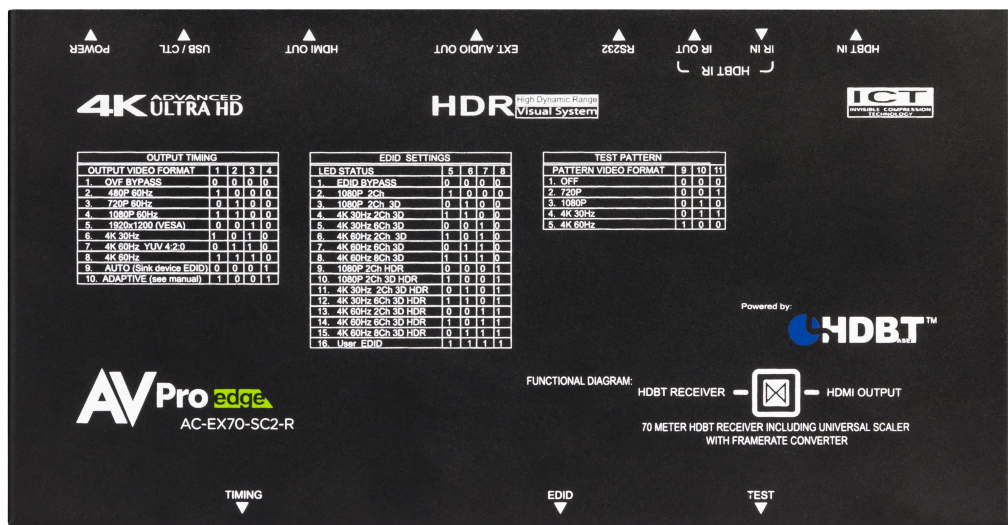 POWER USB / CTL HDMI OUT EXT. AUDIO OUT RS232 IR OUT IR IN HDBT IN
HDBT IR
4K ADVANCED ULTRA HD
HDR High Dynamic Range Visual System
ICT INVISIBLE COMPRESSION TECHNOLOGY
OUTPUT TIMING
OUTPUT VIDEO FORMAT 1 2 3 4
1. OVF BYPASS 0 0 0 0
2. 480P 60Hz 1 0 0 0
3. 720P 60Hz 0 1 0 0
4. 1080P 60Hz 1 1 0 0
5. 1920x1200 (VESA) 0 0 1 0
6. 4K 30Hz 1 0 1 0
7. 4K 60Hz YUV 4:2:0 0 1 1 0
8. 4K 60Hz 1 1 1 0
9. AUTO (Sink device EDID) 0 0 0 1
10. ADAPTIVE (see manual) 1 0 0 1
EDID SETTINGS
LED STATUS 5 6 7 8
1. EDID BYPASS 0 0 0 0
2. 1080P 2Ch 1 0 0 0
3. 1080P 2Ch 3D 0 1 0 0
4. 4K 30Hz 2Ch 3D 1 1 0 0
5. 4K 30Hz 6Ch 3D 0 0 1 0
6. 4K 60Hz 2Ch 3D 1 0 1 0
7. 4K 60Hz 6Ch 3D 0 1 1 0
8. 4K 60Hz 8Ch 3D 1 1 1 0
9. 1080P 2Ch HDR 0 0 0 1
10. 1080P 2Ch 3D HDR 1 0 0 1
11. 4K 30Hz 2Ch 3D HDR 0 1 0 1
12. 4K 30Hz 6Ch 3D HDR 1 1 0 1
13. 4K 60Hz 2Ch 3D HDR 0 0 1 1
14. 4K 60Hz 6Ch 3D HDR 1 0 1 1
15. 4K 60Hz 8Ch 3D HDR 0 1 1 1
16. User EDID 1 1 1 1
TEST PATTERN
PATTERN VIDEO FORMAT 9 10 11
1. OFF 0 0 0
2. 720P 0 0 1
3. 1080P 0 1 0
4. 4K 30Hz 0 1 1
5. 4K 60Hz 1 0 0
Powered by:
HDBT™
ASE
AVPro edge
AC-EX70-SC2-R
FUNCTIONAL DIAGRAM:
HDBT RECEIVER HDMI OUTPUT
70 METER HDBT RECEIVER INCLUDING UNIVERSAL SCALER
WITH FRAMERATE CONVERTER
TIMING EDID TEST